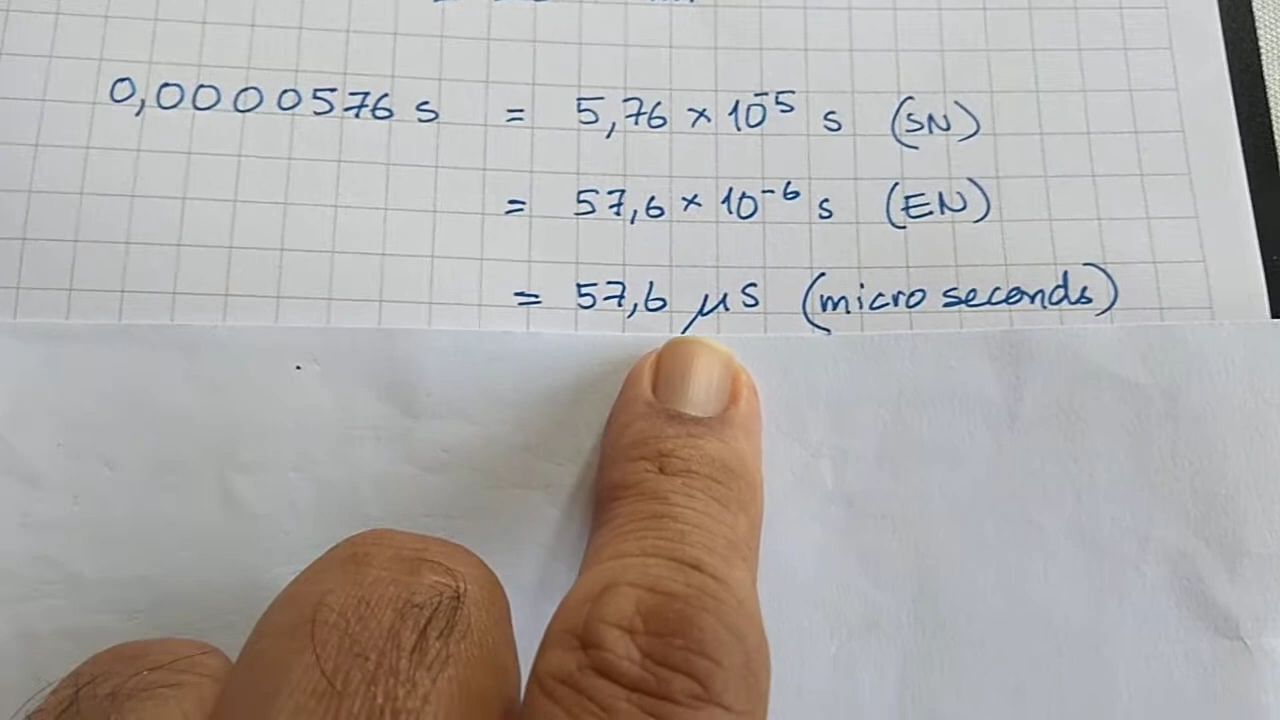 0,0000576 s = 5,76 × 10⁻⁵ s (SN)
= 57,6 × 10⁻⁶ s (EN)
= 57,6 μs (micro seconds)